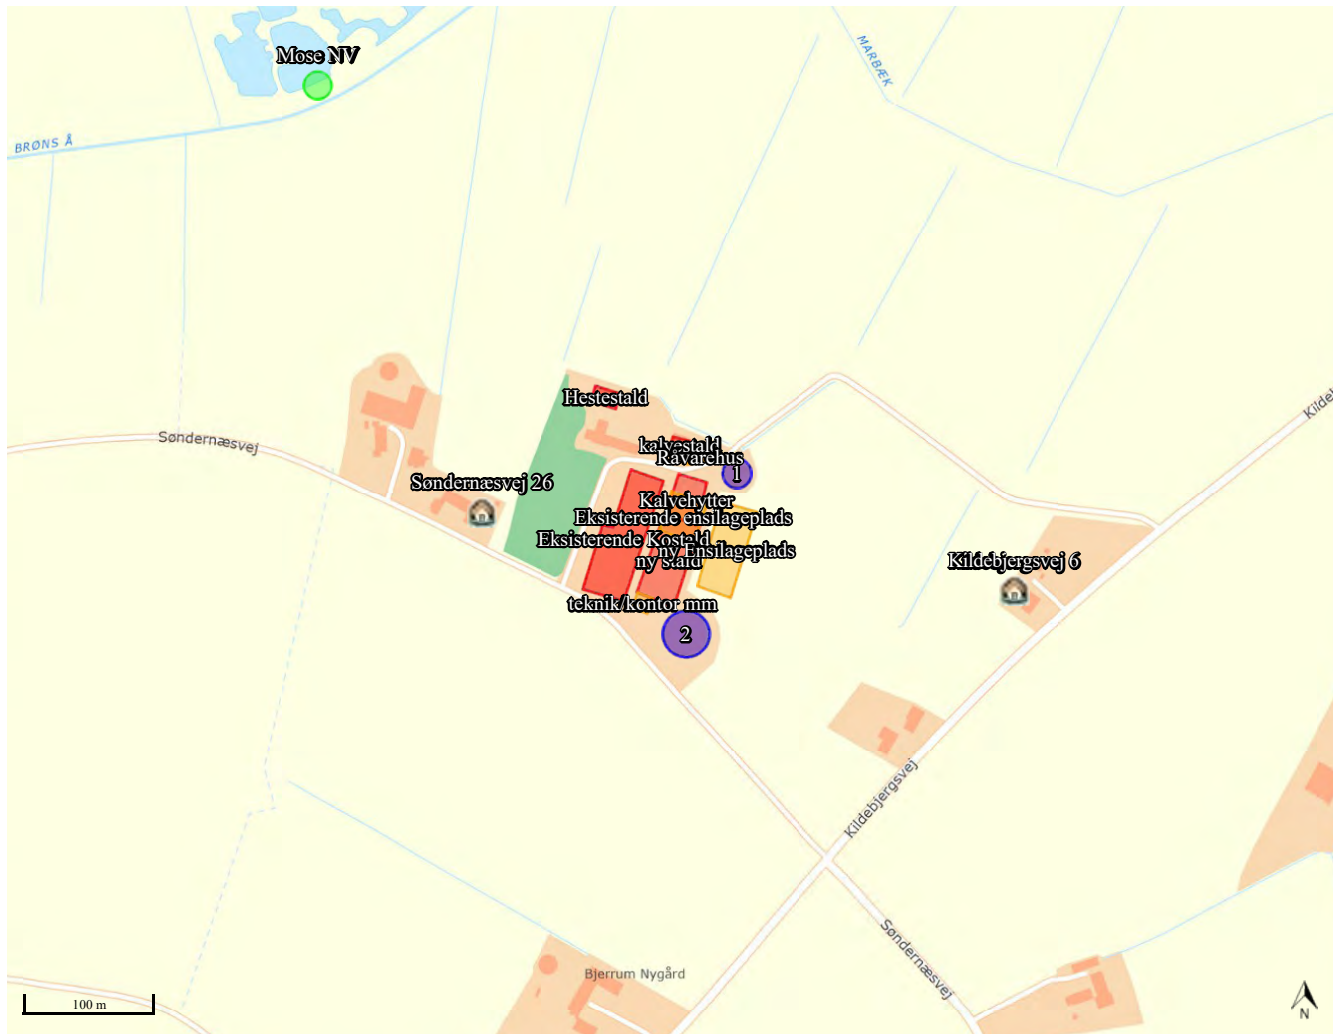 Mose NV
MARBÆK
BRØNS Å
Hestestald
Kildeb
Søndernæsvej
kalvestald
Råvarehus
1
Søndernæsvej 26
Kalvehytter
Eksisterende ensilageplads
Eksisterende Kostald
ny Ensilageplads
ny stald
Kildebjergsvej 6
teknik/kontor mm
2
Kildebjergsvej
Søndernæsvej
Bjerrum Nygård
100 m
N